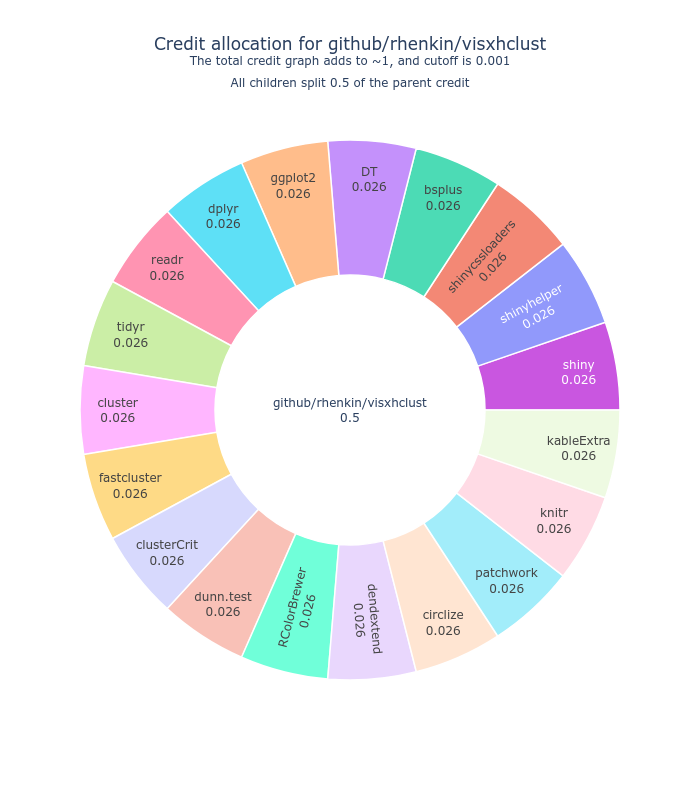 Credit allocation for github/rhenkin/visxhclust
The total credit graph adds to ~1, and cutoff is 0.001
All children split 0.5 of the parent credit
DT
0.026
bsplus
0.026
shinycssloaders
0.026
shinyhelper
0.026
shiny
0.026
kableExtra
0.026
knitr
0.026
patchwork
0.026
circlize
0.026
dendextend
0.026
RColorBrewer
0.026
dunn.test
0.026
clusterCrit
0.026
fastcluster
0.026
cluster
0.026
tidyr
0.026
readr
0.026
dplyr
0.026
ggplot2
0.026
github/rhenkin/visxhclust
0.5